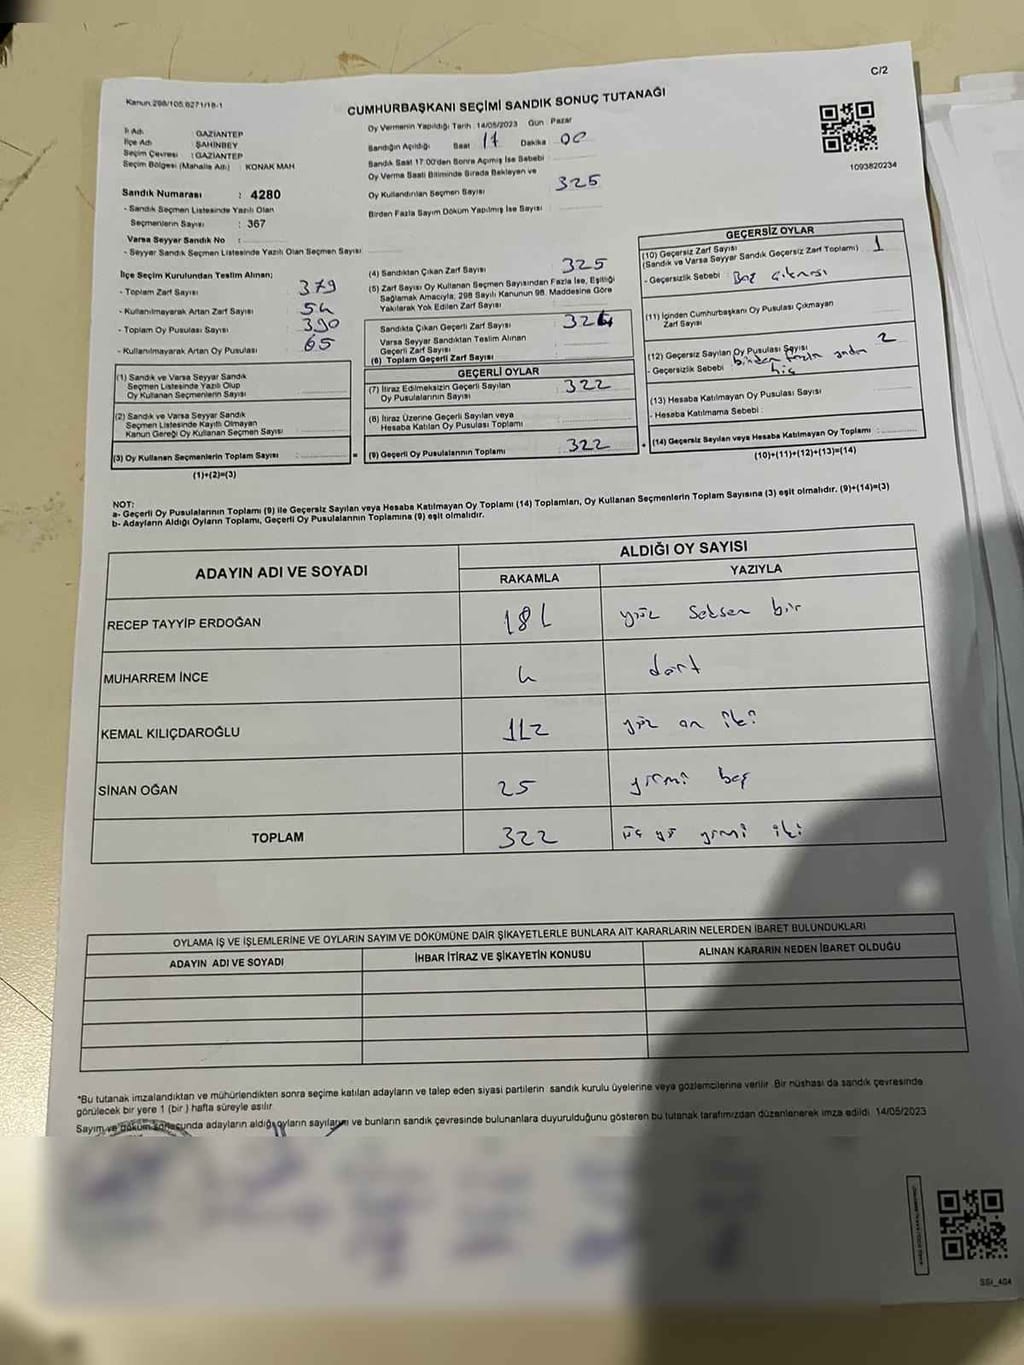 C/2
Kanun.298/105.6271/18-1
CUMHURBAŞKANI SEÇİMİ SANDIK SONUÇ TUTANAĞI
İl Adı : GAZİANTEP
İlçe Adı : ŞAHİNBEY
Seçim Çevresi : GAZİANTEP
Seçim Bölgesi (Mahalle Adı) : KONAK MAH
Oy Vermenin Yapıldığı Tarih : 14/05/2023 Gün : Pazar
Sandığın Açıldığı Saat 17 Dakika 00
Sandık Saat 17:00'den Sonra Açılmış İse Sebebi
Oy Verme Saati Bitiminde Sırada Bekleyen ve
Oy Kullandırılan Seçmen Sayısı 325
Birden Fazla Sayım Döküm Yapılmış İse Sayısı
1093820234
Sandık Numarası : 4280
- Sandık Seçmen Listesinde Yazılı Olan
Seçmenlerin Sayısı : 367
Varsa Seyyar Sandık No :
- Seyyar Sandık Seçmen Listesinde Yazılı Olan Seçmen Sayısı
İlçe Seçim Kurulundan Teslim Alınan;
- Toplam Zarf Sayısı 379
- Kullanılmayarak Artan Zarf Sayısı 54
- Toplam Oy Pusulası Sayısı 390
- Kullanılmayarak Artan Oy Pusulası 65
(1) Sandık ve Varsa Seyyar Sandık
Seçmen Listesinde Yazılı Olup
Oy Kullanan Seçmenlerin Sayısı
(2) Sandık ve Varsa Seyyar Sandık
Seçmen Listesinde Kayıtlı Olmayan
Kanun Gereği Oy Kullanan Seçmen Sayısı
(3) Oy Kullanan Seçmenlerin Toplam Sayısı :
(1)+(2)=(3)
(4) Sandıktan Çıkan Zarf Sayısı 325
(5) Zarf Sayısı Oy Kullanan Seçmen Sayısından Fazla İse, Eşitliği
Sağlamak Amacıyla; 298 Sayılı Kanunun 98. Maddesine Göre
Yakılarak Yok Edilen Zarf Sayısı
Sandıkta Çıkan Geçerli Zarf Sayısı 324
Varsa Seyyar Sandıktan Teslim Alınan
Geçerli Zarf Sayısı
(6) Toplam Geçerli Zarf Sayısı
GEÇERLİ OYLAR
(7) İtiraz Edilmeksizin Geçerli Sayılan
Oy Pusulalarının Sayısı 322
(8) İtiraz Üzerine Geçerli Sayılan veya
Hesaba Katılan Oy Pusulası Toplamı
= (9) Geçerli Oy Pusulalarının Toplamı 322
GEÇERSİZ OYLAR
(10) Geçersiz Zarf Sayısı
(Sandık ve Varsa Seyyar Sandık Geçersiz Zarf Toplamı) 1
- Geçersizlik Sebebi : Boş çıkması
(11) İçinden Cumhurbaşkanı Oy Pusulası Çıkmayan
Zarf Sayısı
(12) Geçersiz Sayılan Oy Pusulası Sayısı 2
- Geçersizlik Sebebi : birden fazla
hiç
(13) Hesaba Katılmayan Oy Pusulası Sayısı
- Hesaba Katılmama Sebebi :
+ (14) Geçersiz Sayılan veya Hesaba Katılmayan Oy Toplamı :
(10)+(11)+(12)+(13)=(14)
NOT:
a- Geçerli Oy Pusulalarının Toplamı (9) ile Geçersiz Sayılan veya Hesaba Katılmayan Oy Toplamı (14) Toplamları, Oy Kullanan Seçmenlerin Toplam Sayısına (3) eşit olmalıdır. (9)+(14)=(3)
b- Adayların Aldığı Oyların Toplamı, Geçerli Oy Pusulalarının Toplamına (9) eşit olmalıdır.
ADAYIN ADI VE SOYADI
ALDIĞI OY SAYISI
RAKAMLA YAZIYLA
RECEP TAYYİP ERDOĞAN 181 yüz seksen bir
MUHARREM İNCE 4 dört
KEMAL KILIÇDAROĞLU 112 yüz on iki
SİNAN OĞAN 25 yirmi beş
TOPLAM 322 üç yüz yirmi iki
OYLAMA İŞ VE İŞLEMLERİNE VE OYLARIN SAYIM VE DÖKÜMÜNE DAİR ŞİKAYETLERLE BUNLARA AİT KARARLARIN NELERDEN İBARET BULUNDUKLARI
ADAYIN ADI VE SOYADI İHBAR İTİRAZ VE ŞİKAYETİN KONUSU ALINAN KARARIN NEDEN İBARET OLDUĞU
*Bu tutanak imzalandıktan ve mühürlendikten sonra seçime katılan adayların ve talep eden siyasi partilerin sandık kurulu üyelerine veya gözlemcilerine verilir. Bir nüshası da sandık çevresinde
görülecek bir yere 1 (bir) hafta süreyle asılır.
Sayım ve döküm sonucunda adayların aldığı oyların sayılarını ve bunların sandık çevresinde bulunanlara duyurulduğunu gösteren bu tutanak tarafımızdan düzenlenerek imza edildi. 14/05/2023
SSI_404